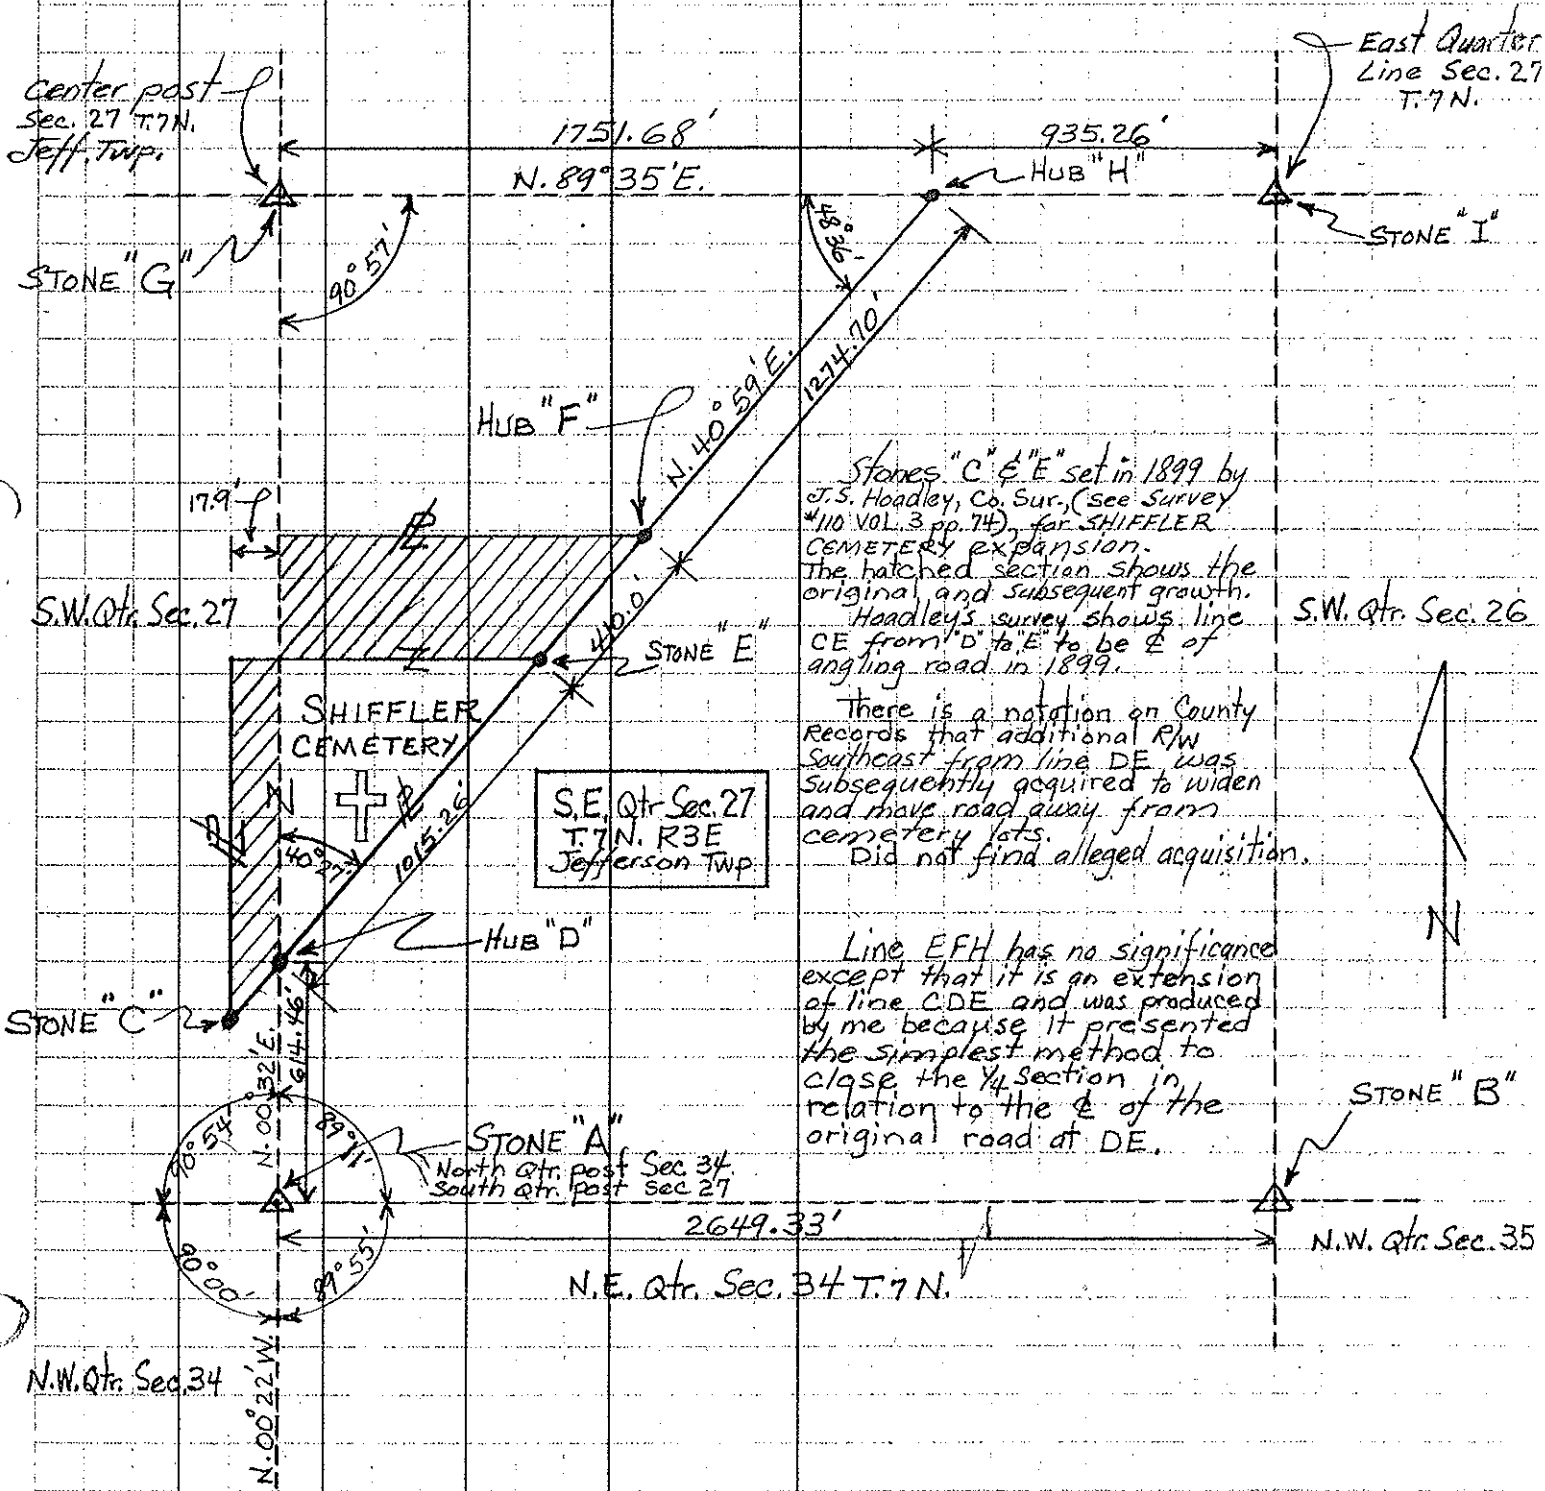 East Quarter
Line Sec. 27
T. 7 N.
Center post
Sec. 27 T.7N.
Jeff. Twp.
1751.68'
935.26'
N. 89°35'E.
HUB "H"
STONE "G"
90°57'
48°36'
STONE "I"
N. 40°59'E.
1274.70'
HUB "F"
17.9'
S.W. Qtr. Sec. 27
410.0'
STONE "E"
Stones "C" & "E" set in 1899 by
J.S. Hoadley, Co. Sur., (see Survey
#110 VOL. 3 pp. 74), for SHIFFLER
CEMETERY expansion.
The hatched section shows the
original and subsequent growth.
Hoadley's survey shows line
CE from "D" to "E" to be ℄ of
angling road in 1899.
S.W. Qtr. Sec. 26
SHIFFLER
CEMETERY
There is a notation on County
Records that additional R/W
Southeast from line DE was
Subsequently acquired to widen
and move road away from
cemetery lots.
Did not find alleged acquisition.
S.E. Qtr Sec. 27
T.7N. R3E
Jefferson Twp
40°27'
1015.26'
N
HUB "D"
STONE "C"
614.46'
N. 00°32'E.
Line EFH has no significance
except that it is an extension
of line CDE and was produced
by me because it presented
the simplest method to
close the 1/4 Section in
relation to the ℄ of the
original road at DE.
STONE "B"
90°54'
89°11'
STONE "A"
North Qtr. post Sec. 34
South Qtr. post Sec 27
90°00'
89°55'
2649.33'
N.W. Qtr. Sec. 35
N.E. Qtr. Sec. 34 T. 7 N.
N.W. Qtr. Sec. 34
N. 00°22'W.